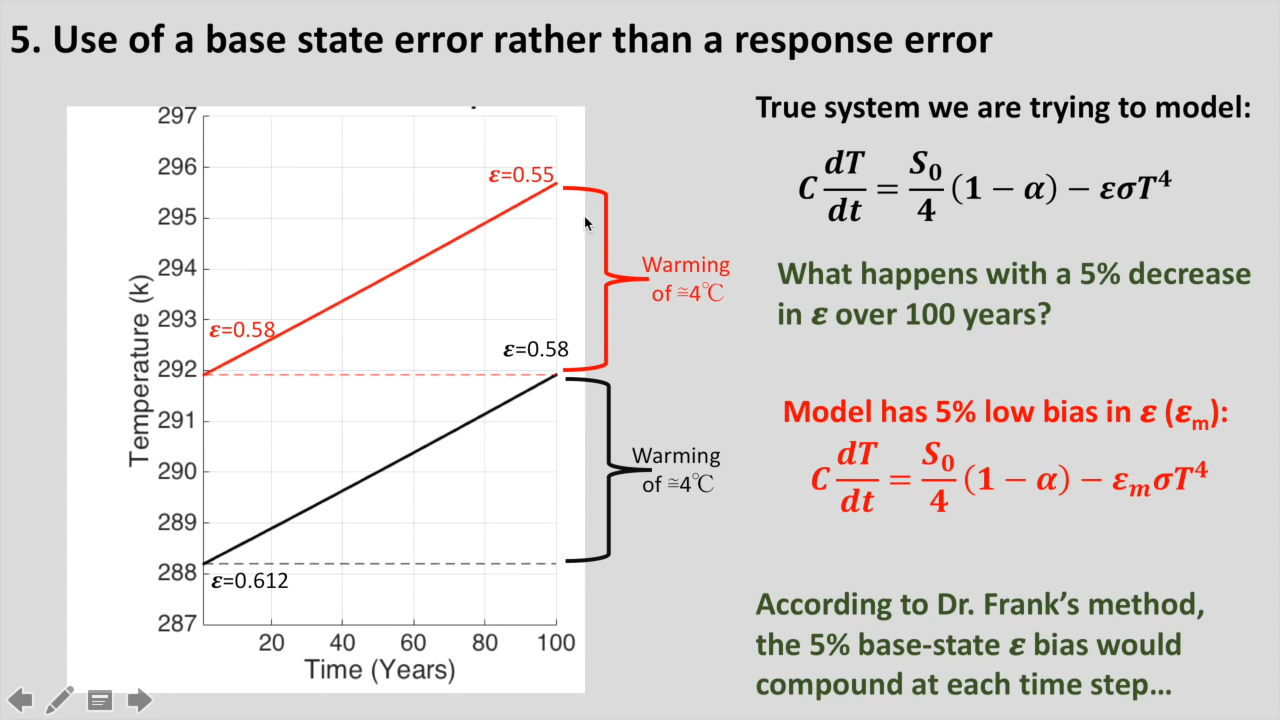 5. Use of a base state error rather than a response error
297
296
295
294
293
292
291
290
289
288
287
Temperature (k)
20
40
60
80
100
Time (Years)
ε=0.55
ε=0.58
ε=0.58
ε=0.612
Warming
of ≅4℃
Warming
of ≅4℃
True system we are trying to model:
C dT/dt = S₀/4 (1 − α) − εσT⁴
What happens with a 5% decrease
in ε over 100 years?
Model has 5% low bias in ε (εₘ):
C dT/dt = S₀/4 (1 − α) − εₘσT⁴
According to Dr. Frank’s method,
the 5% base-state ε bias would
compound at each time step…